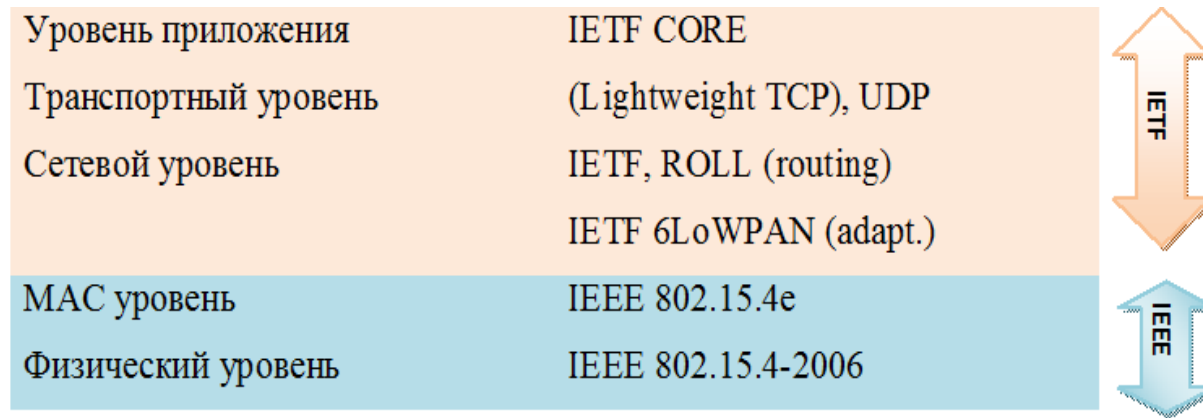 Уровень приложения IETF CORE
Транспортный уровень (Lightweight TCP), UDP
Сетевой уровень IETF, ROLL (routing)
IETF 6LoWPAN (adapt.)
IETF
MAC уровень IEEE 802.15.4e
Физический уровень IEEE 802.15.4-2006
IEEE